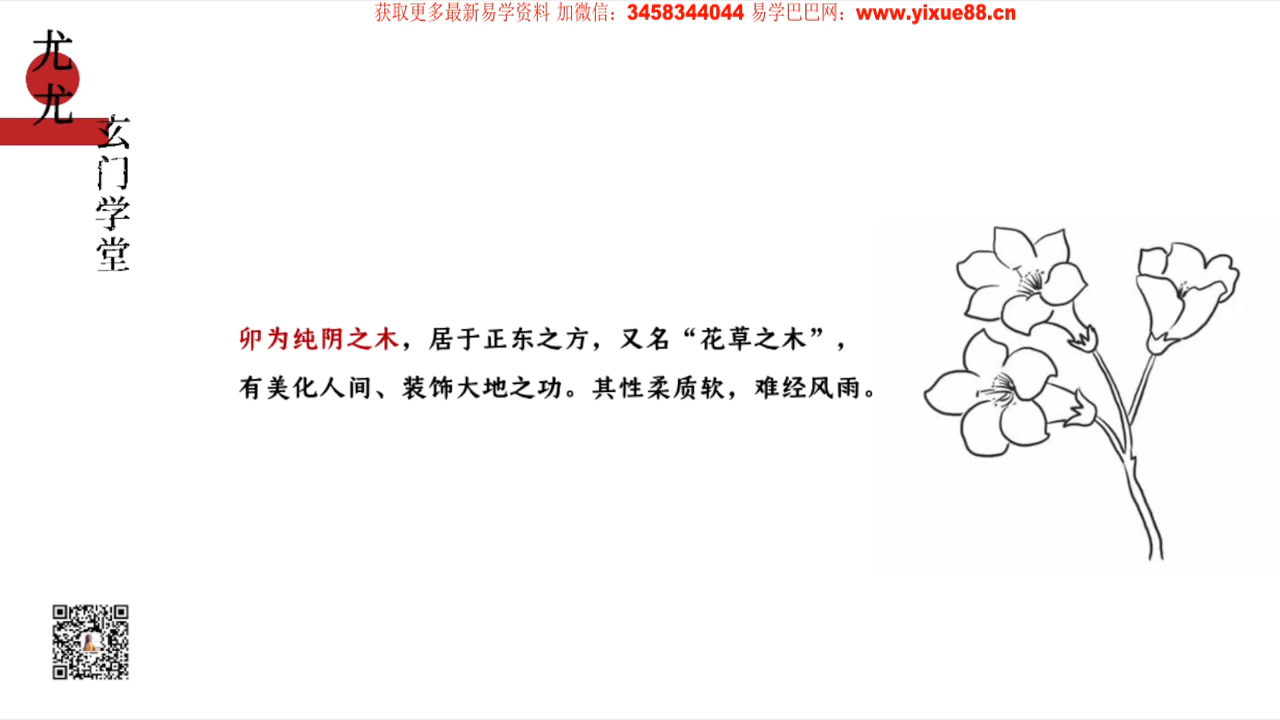 获取更多最新易学资料 加微信：3458344044 易学巴巴网：www.yixue88.cn
尤尤
玄门学堂
卯为纯阴之木，居于正东之方，又名“花草之木”，
有美化人间、装饰大地之功。其性柔质软，难经风雨。